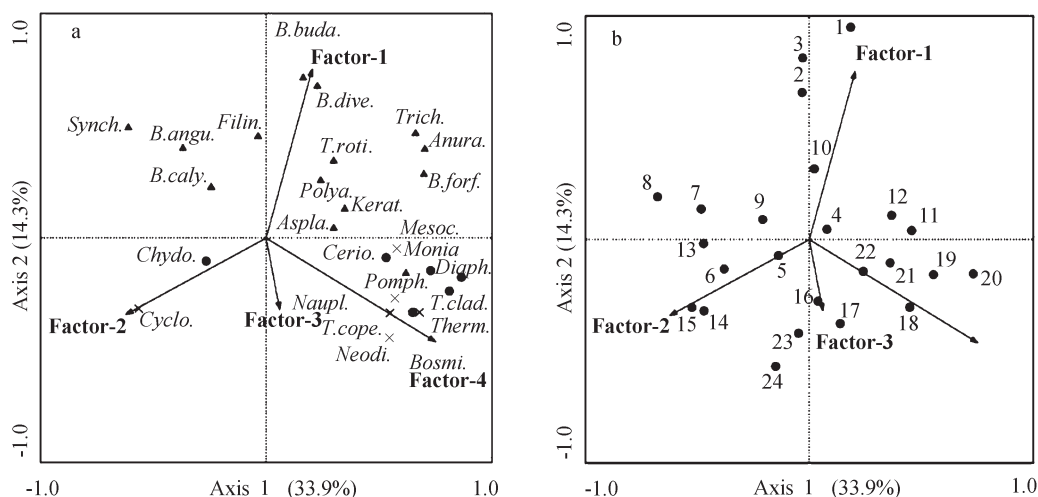 a
B.buda.
Factor-1
B.dive.
Synch.
Filin.
Trich.
B.angu.
T.roti.
Anura.
B.caly.
Polya.
B.forf.
Kerat.
Aspla.
Mesoc.
Chydo.
Cerio.
Monia
Pomph.
Diaph.
Naupl.
T.clad.
Factor-2
Cyclo.
Factor-3
T.cope.
Therm.
Neodi.
Bosmi.
Factor-4
1.0
Axis 2 (14.3%)
-1.0
-1.0
Axis 1 (33.9%)
1.0
b
1
3
2
Factor-1
10
8
7
9
12
4
11
13
5
22
19
6
21
20
16
17
Factor-2
15
14
18
23
Factor-3
24
1.0
Axis 2 (14.3%)
-1.0
-1.0
Axis 1 (33.9%)
1.0